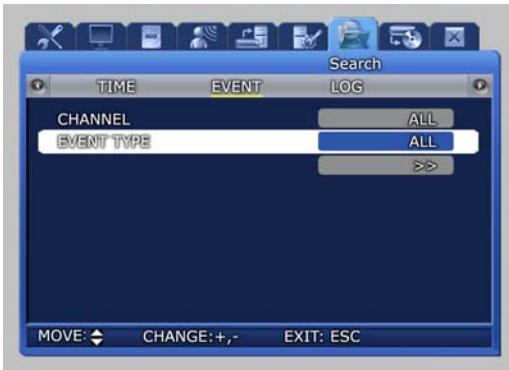 Search
TIME EVENT LOG
CHANNEL ALL
EVENT TYPE ALL
>>
MOVE: CHANGE:+,- EXIT: ESC